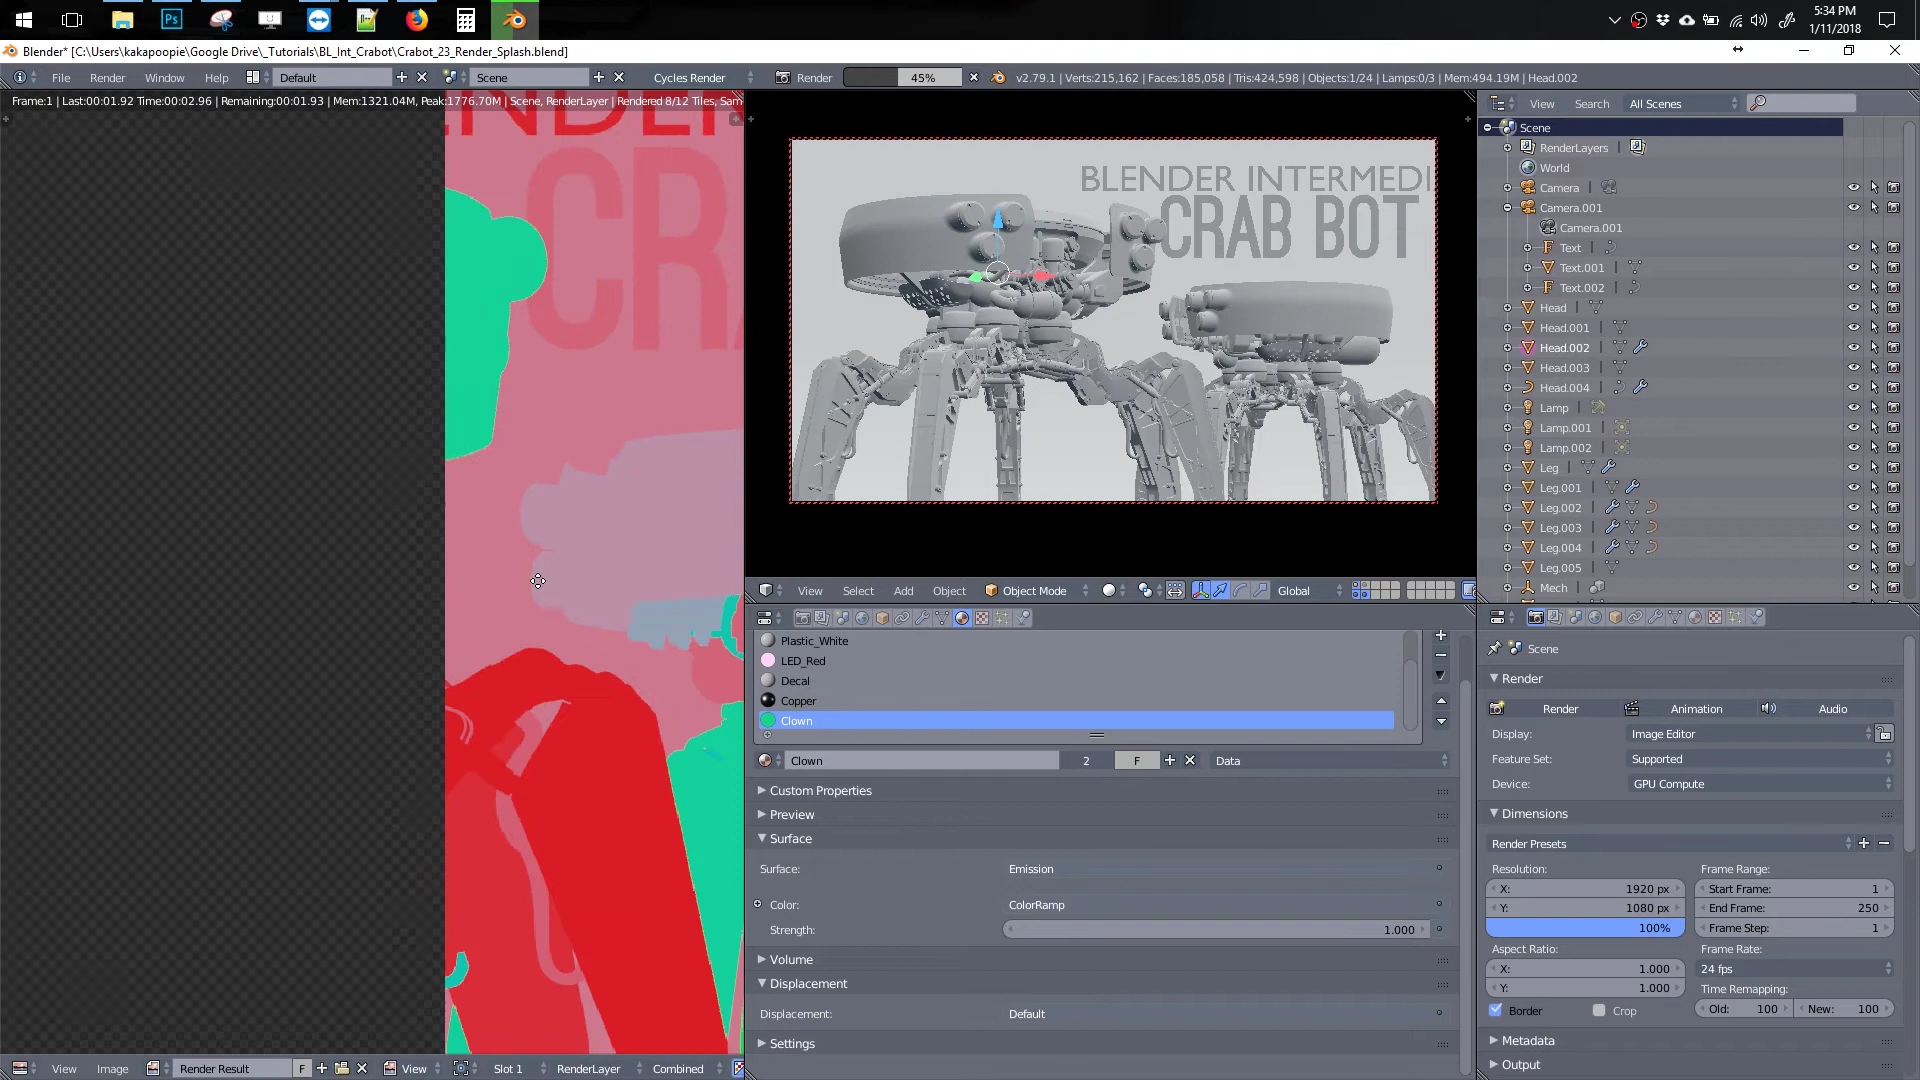 5:34 PM
1/11/2018
Blender* [C:\Users\kakapoopie\Google Drive\_Tutorials\BL_Int_Crabot\Crabot_23_Render_Splash.blend]
File Render Window Help Default Scene Cycles Render Render 45% v2.79.1 | Verts:215,162 | Faces:185,058 | Tris:424,598 | Objects:1/24 | Lamps:0/3 | Mem:494.19M | Head.002
Frame:1 | Last:00:01.92 Time:00:02.96 | Remaining:00:01.93 | Mem:1321.04M, Peak:1776.70M | Scene, RenderLayer | Rendered 8/12 Tiles, Sam
ENDER
CRA
BLENDER INTERMEDI
CRAB BOT
View Select Add Object Object Mode Global
Plastic_White
LED_Red
Decal
Copper
Clown
Clown 2 F Data
Custom Properties
Preview
Surface
Surface: Emission
Color: ColorRamp
Strength: 1.000
Volume
Displacement
Displacement: Default
Settings
View Image Render Result F View Slot 1 RenderLayer Combined
View Search All Scenes
Scene
RenderLayers
World
Camera
Camera.001
Camera.001
Text
Text.001
Text.002
Head
Head.001
Head.002
Head.003
Head.004
Lamp
Lamp.001
Lamp.002
Leg
Leg.001
Leg.002
Leg.003
Leg.004
Leg.005
Mech
Scene
Render
Render Animation Audio
Display: Image Editor
Feature Set: Supported
Device: GPU Compute
Dimensions
Render Presets
Resolution: Frame Range:
X: 1920 px Start Frame: 1
Y: 1080 px End Frame: 250
100% Frame Step: 1
Aspect Ratio: Frame Rate:
X: 1.000 24 fps
Y: 1.000 Time Remapping:
Border Crop Old: 100 New: 100
Metadata
Output